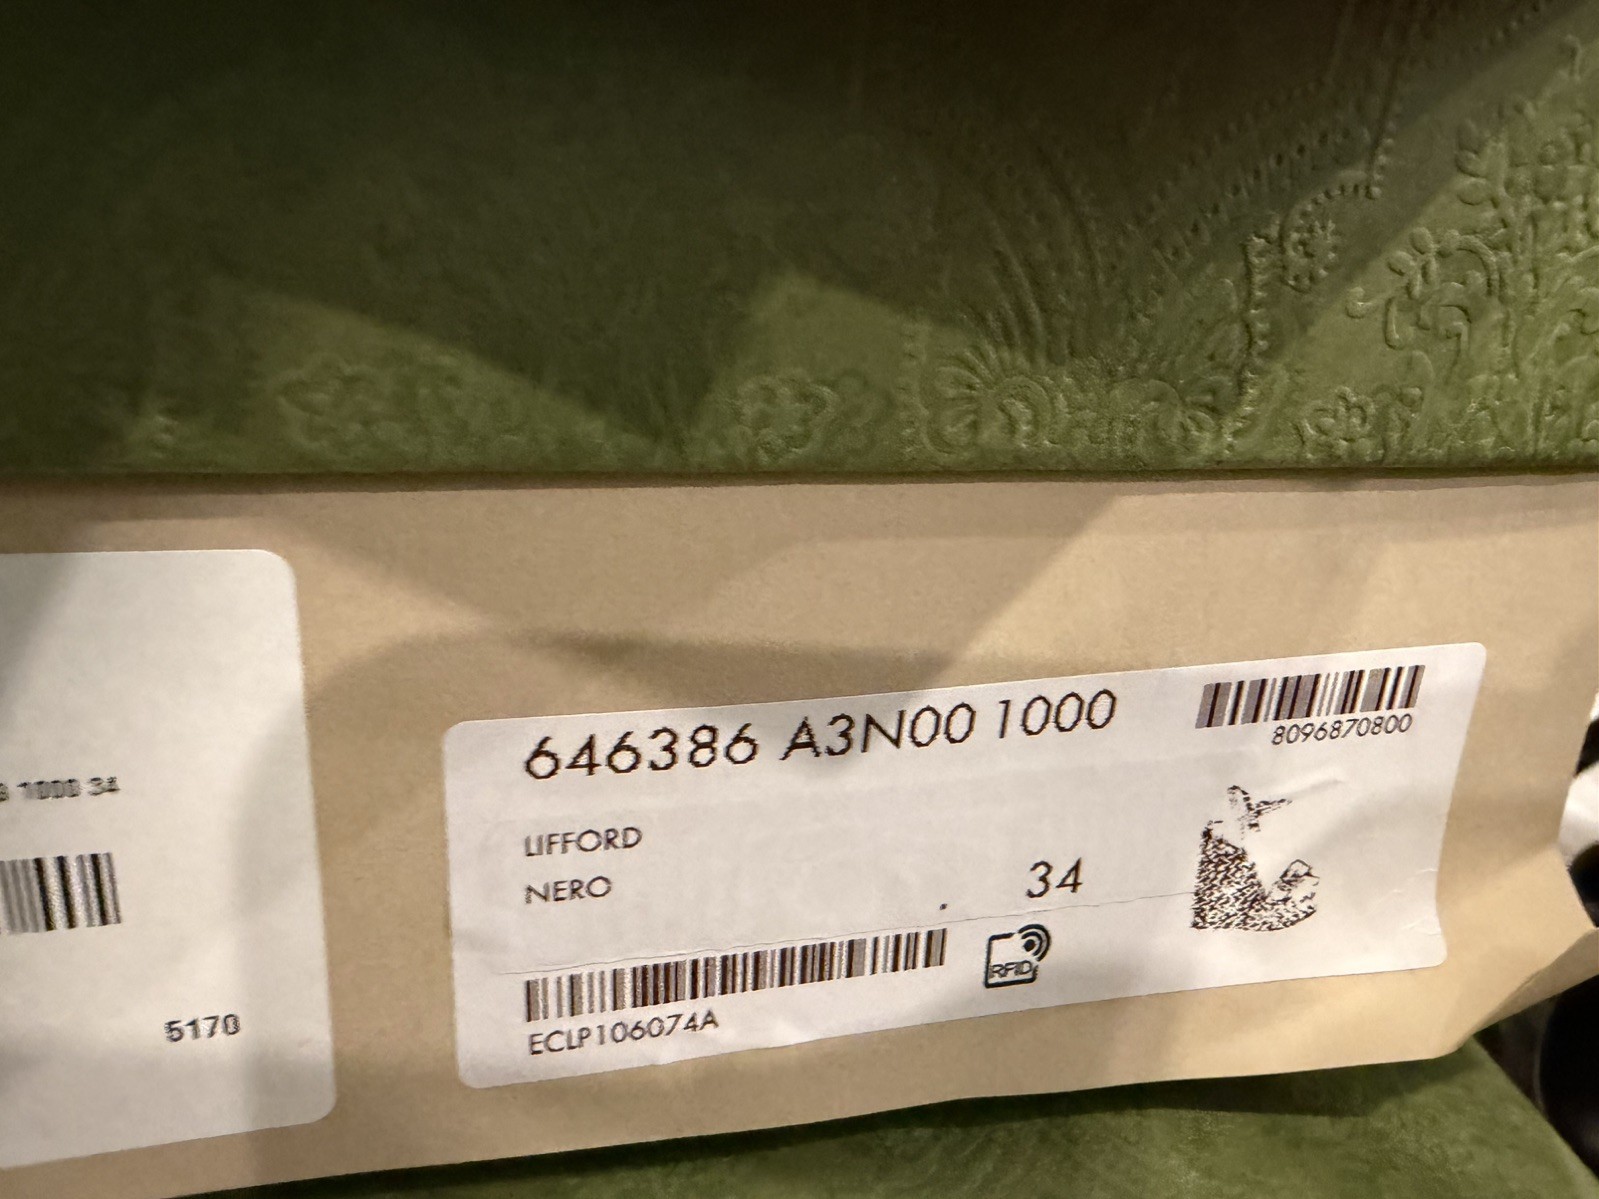 1000 34
5170
646386 A3N00 1000
8096870800
LIFFORD
NERO
34
RFID
ECLP106074A